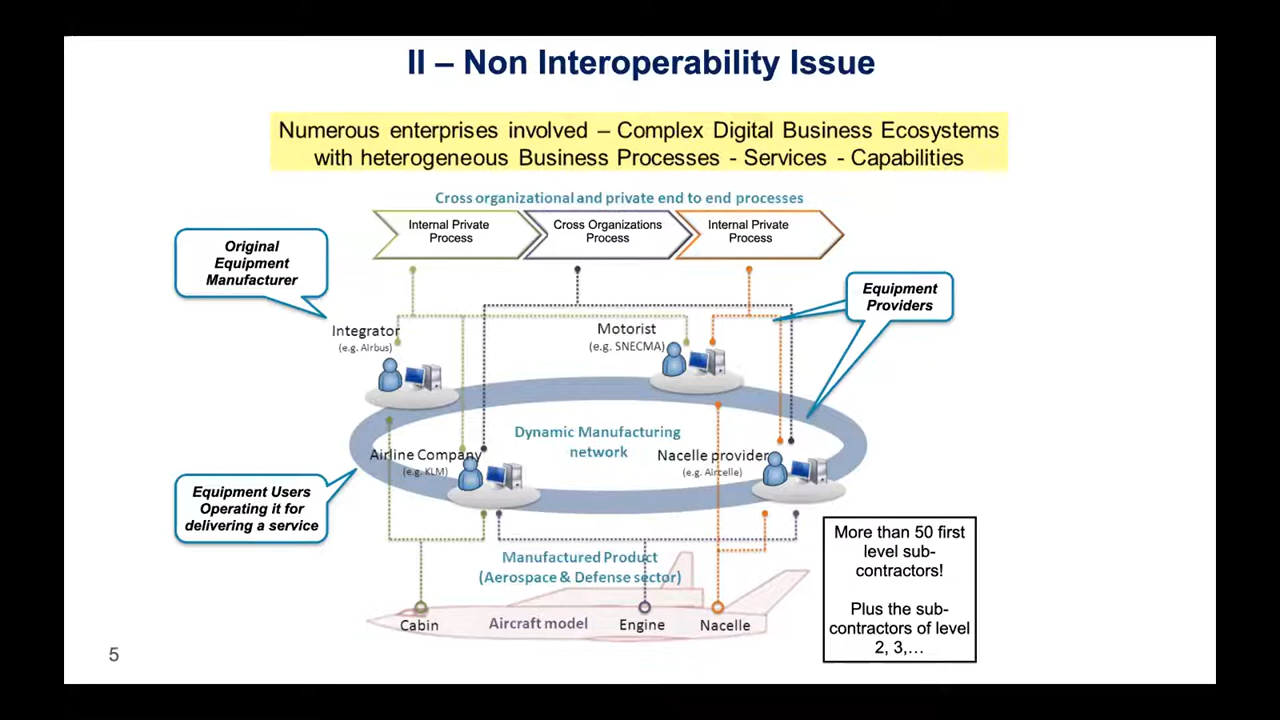 II – Non Interoperability Issue
Numerous enterprises involved – Complex Digital Business Ecosystems
with heterogeneous Business Processes - Services - Capabilities
Cross organizational and private end to end processes
Internal Private
Process
Cross Organizations
Process
Internal Private
Process
Original
Equipment
Manufacturer
Equipment
Providers
Integrator
(e.g. Airbus)
Motorist
(e.g. SNECMA)
Dynamic Manufacturing
network
Airline Company
(e.g. KLM)
Nacelle provider
(e.g. Aircelle)
Equipment Users
Operating it for
delivering a service
More than 50 first
level sub-
contractors!
Plus the sub-
contractors of level
2, 3,…
Manufactured Product
(Aerospace & Defense sector)
Cabin
Aircraft model
Engine
Nacelle
5